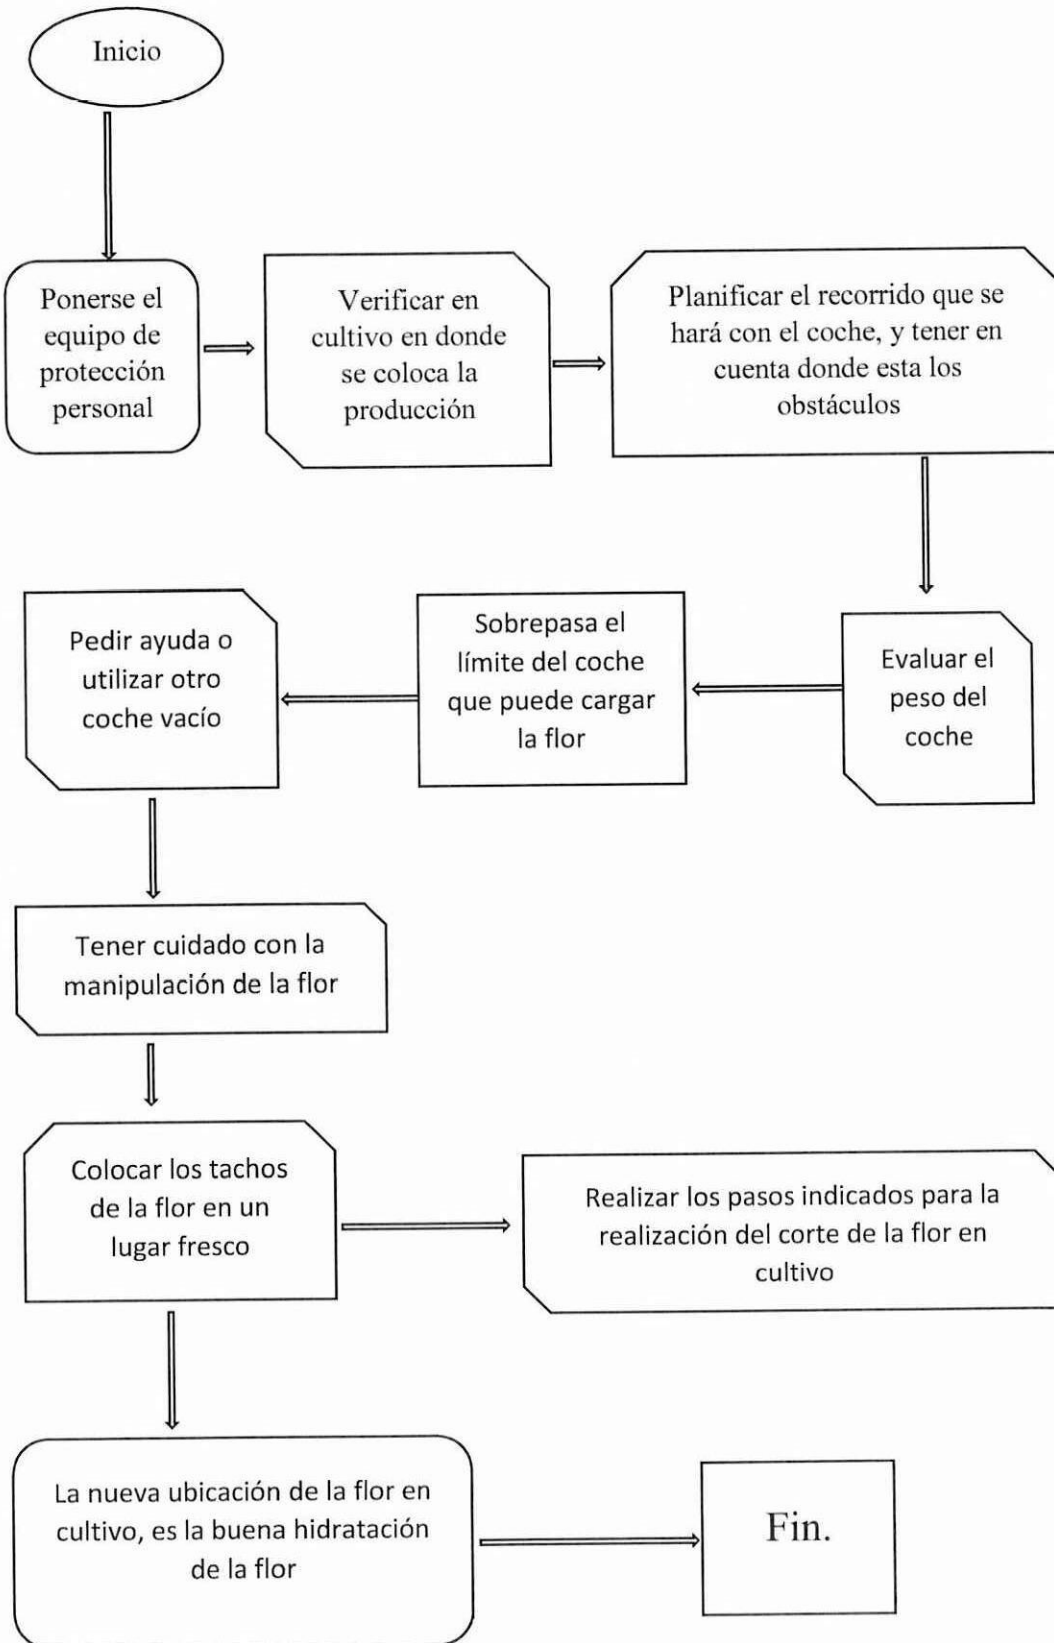 Inicio
Ponerse el
equipo de
protección
personal
Verificar en
cultivo en donde
se coloca la
producción
Planificar el recorrido que se
hará con el coche, y tener en
cuenta donde esta los
obstáculos
Evaluar el
peso del
coche
Sobrepasa el
límite del coche
que puede cargar
la flor
Pedir ayuda o
utilizar otro
coche vacío
Tener cuidado con la
manipulación de la flor
Colocar los tachos
de la flor en un
lugar fresco
Realizar los pasos indicados para la
realización del corte de la flor en
cultivo
La nueva ubicación de la flor en
cultivo, es la buena hidratación
de la flor
Fin.